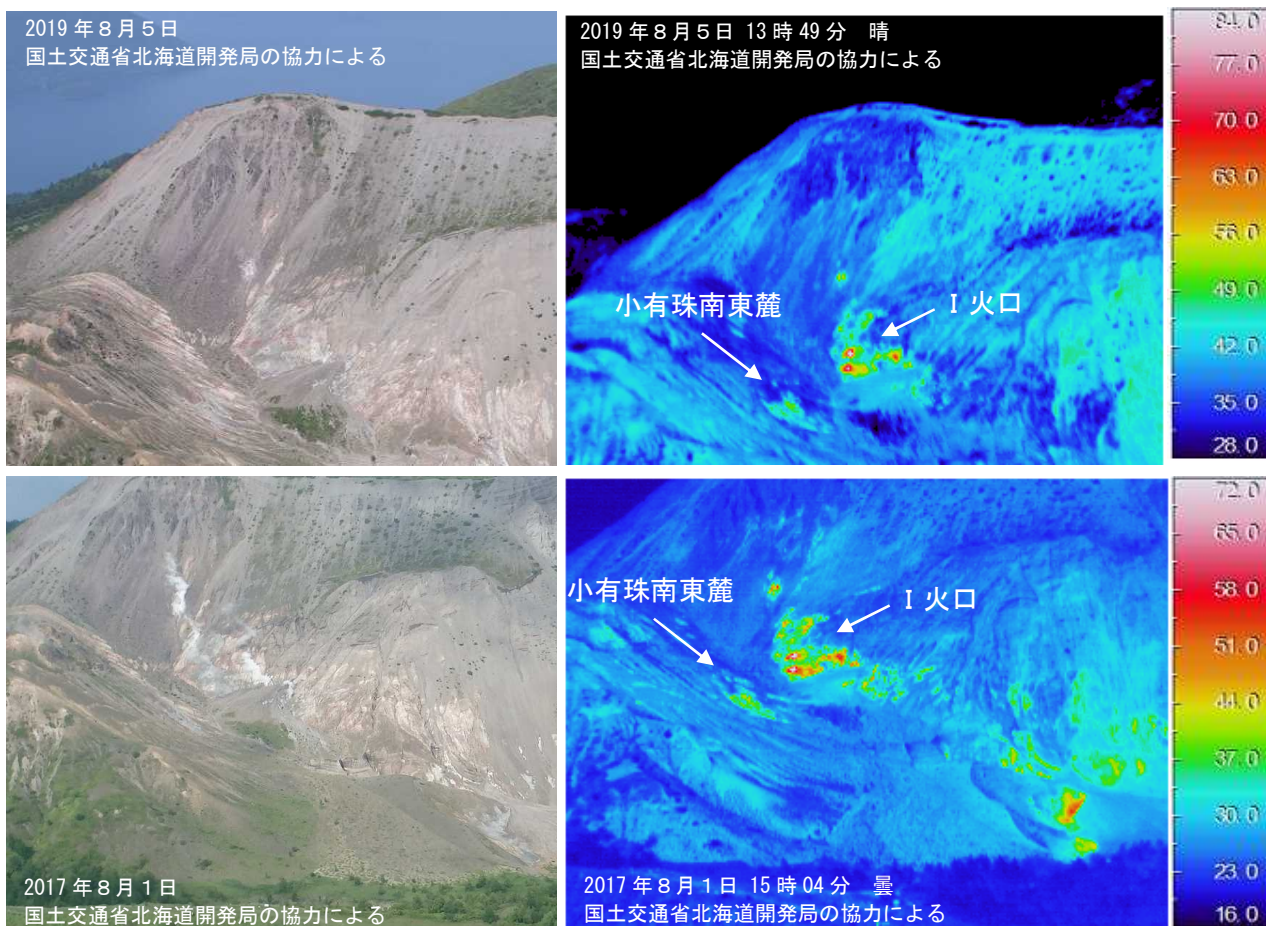 2019年8月5日
国土交通省北海道開発局の協力による
2019年8月5日 13時49分 晴
国土交通省北海道開発局の協力による
小有珠南東麓
I 火口
84.0
77.0
70.0
63.0
56.0
49.0
42.0
35.0
28.0
小有珠南東麓
I 火口
2017年8月1日
国土交通省北海道開発局の協力による
2017年8月1日 15時04分 曇
国土交通省北海道開発局の協力による
72.0
65.0
58.0
51.0
44.0
37.0
30.0
23.0
16.0